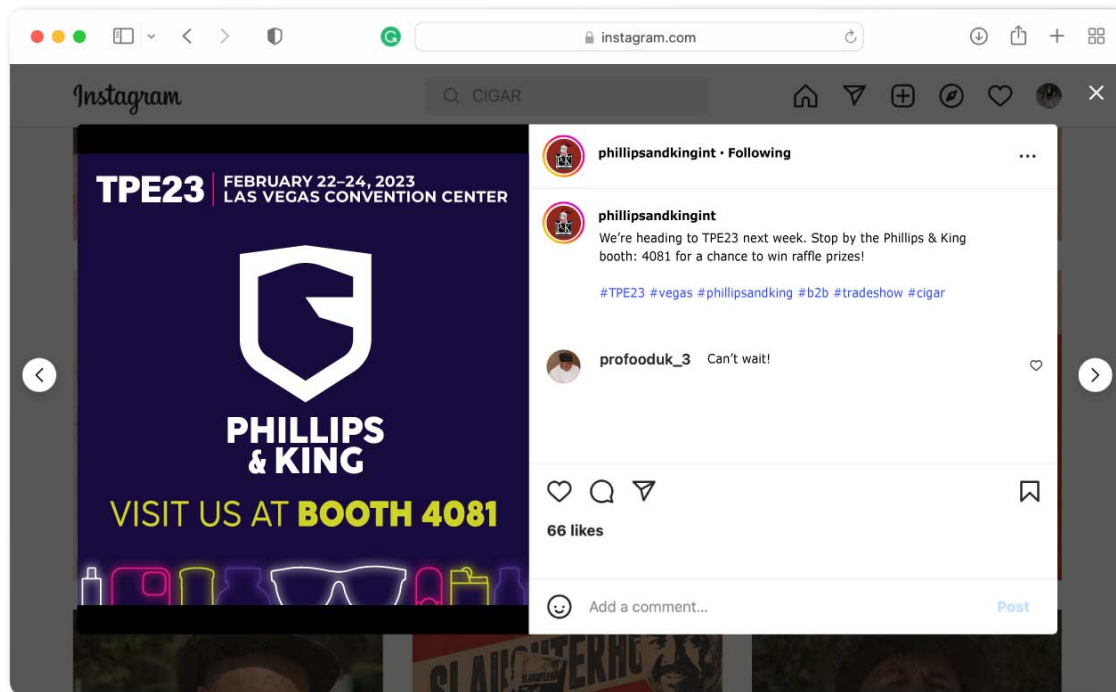 instagram.com
Instagram
CIGAR
TPE23
FEBRUARY 22–24, 2023
LAS VEGAS CONVENTION CENTER
PHILLIPS
& KING
VISIT US AT BOOTH 4081
phillipsandkingint • Following
phillipsandkingint
We’re heading to TPE23 next week. Stop by the Phillips & King
booth: 4081 for a chance to win raffle prizes!
#TPE23 #vegas #phillipsandking #b2b #tradeshow #cigar
profooduk_3 Can’t wait!
66 likes
Add a comment...
Post